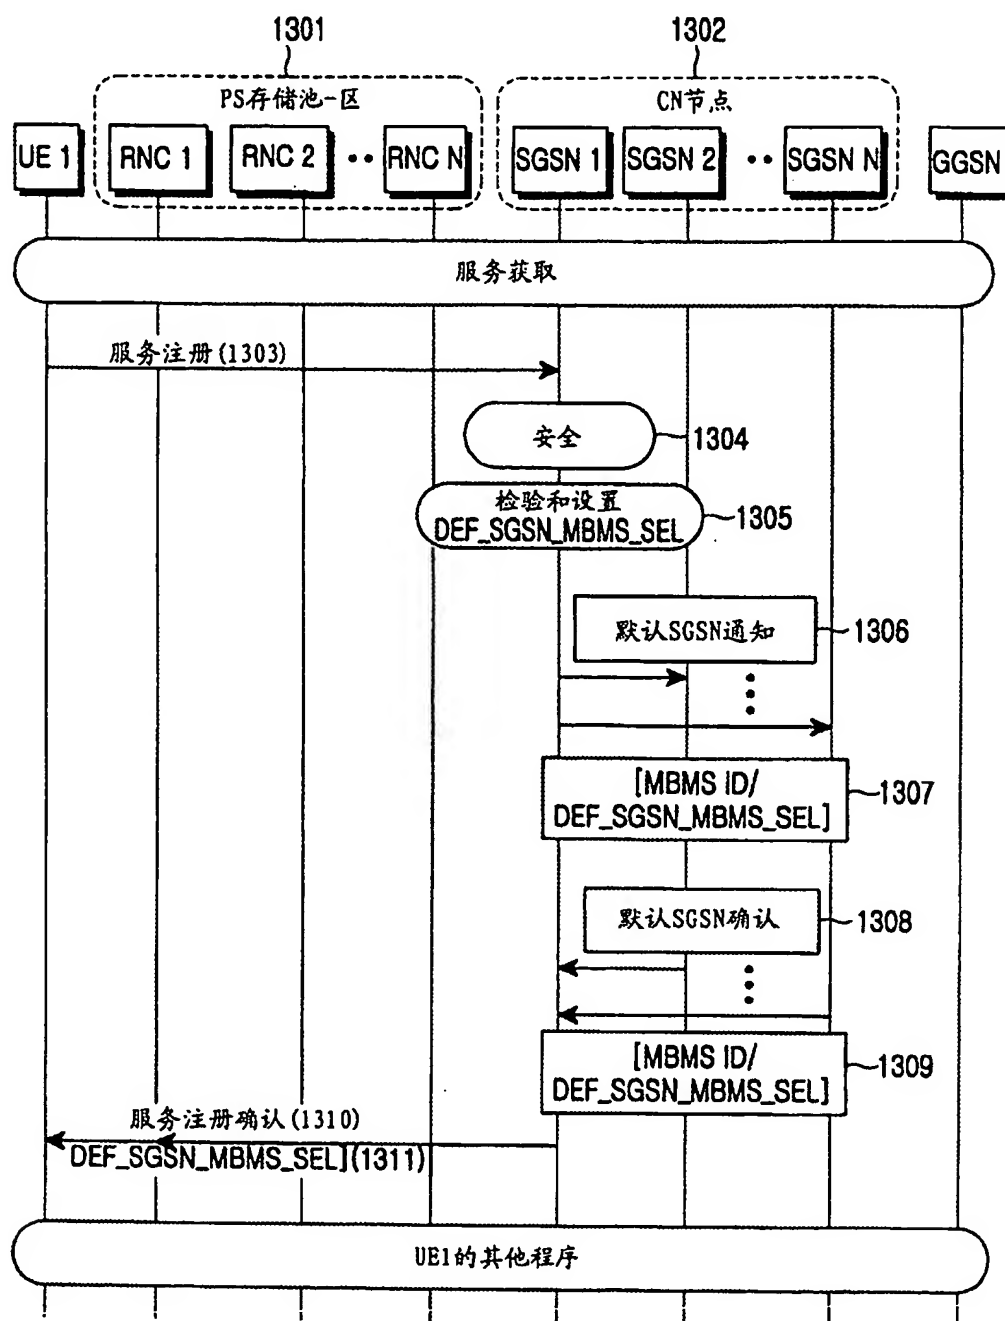 1301
1302
PS存储池-区
CN节点
UE 1
RNC 1
RNC 2
RNC N
SGSN 1
SGSN 2
SGSN N
GGSN
服务获取
服务注册(1303)
安全
1304
检验和设置
DEF_SGSN_MBMS_SEL
1305
默认SGSN通知
1306
[MBMS ID/
DEF_SGSN_MBMS_SEL]
1307
默认SGSN确认
1308
[MBMS ID/
DEF_SGSN_MBMS_SEL]
1309
服务注册确认(1310)
DEF_SGSN_MBMS_SEL](1311)
UE1的其他程序